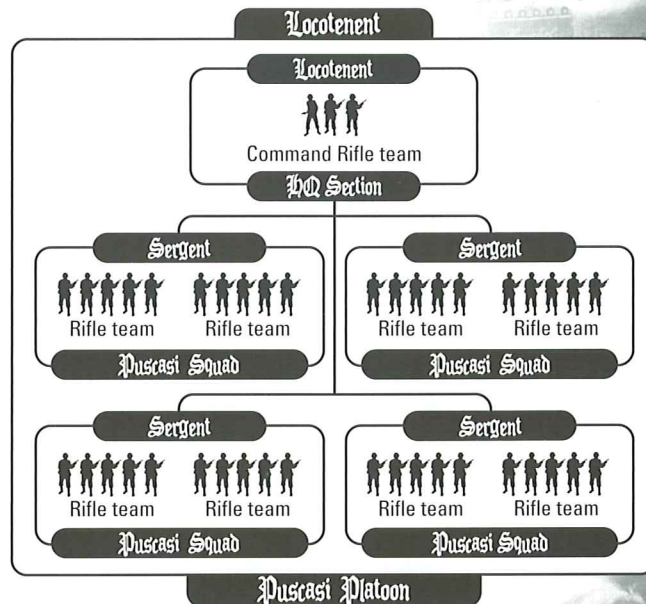 Locotenent
Locotenent
Command Rifle team
HQ Section
Sergent
Rifle team Rifle team
Puscasi Squad
Sergent
Rifle team Rifle team
Puscasi Squad
Sergent
Rifle team Rifle team
Puscasi Squad
Sergent
Rifle team Rifle team
Puscasi Squad
Puscasi Platoon